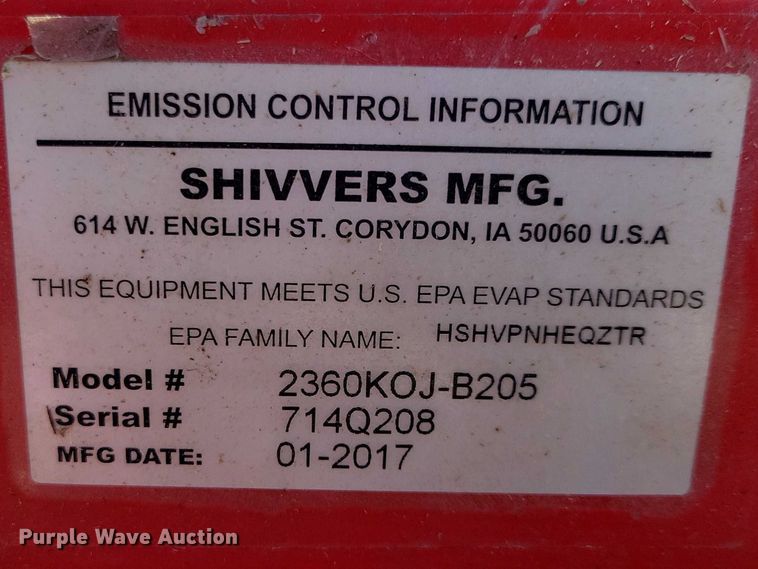 EMISSION CONTROL INFORMATION
SHIVVERS MFG.
614 W. ENGLISH ST. CORYDON, IA 50060 U.S.A
THIS EQUIPMENT MEETS U.S. EPA EVAP STANDARDS
EPA FAMILY NAME: HSHVPNHEQZTR
Model # 2360KOJ-B205
Serial # 714Q208
MFG DATE: 01-2017
Purple Wave Auction